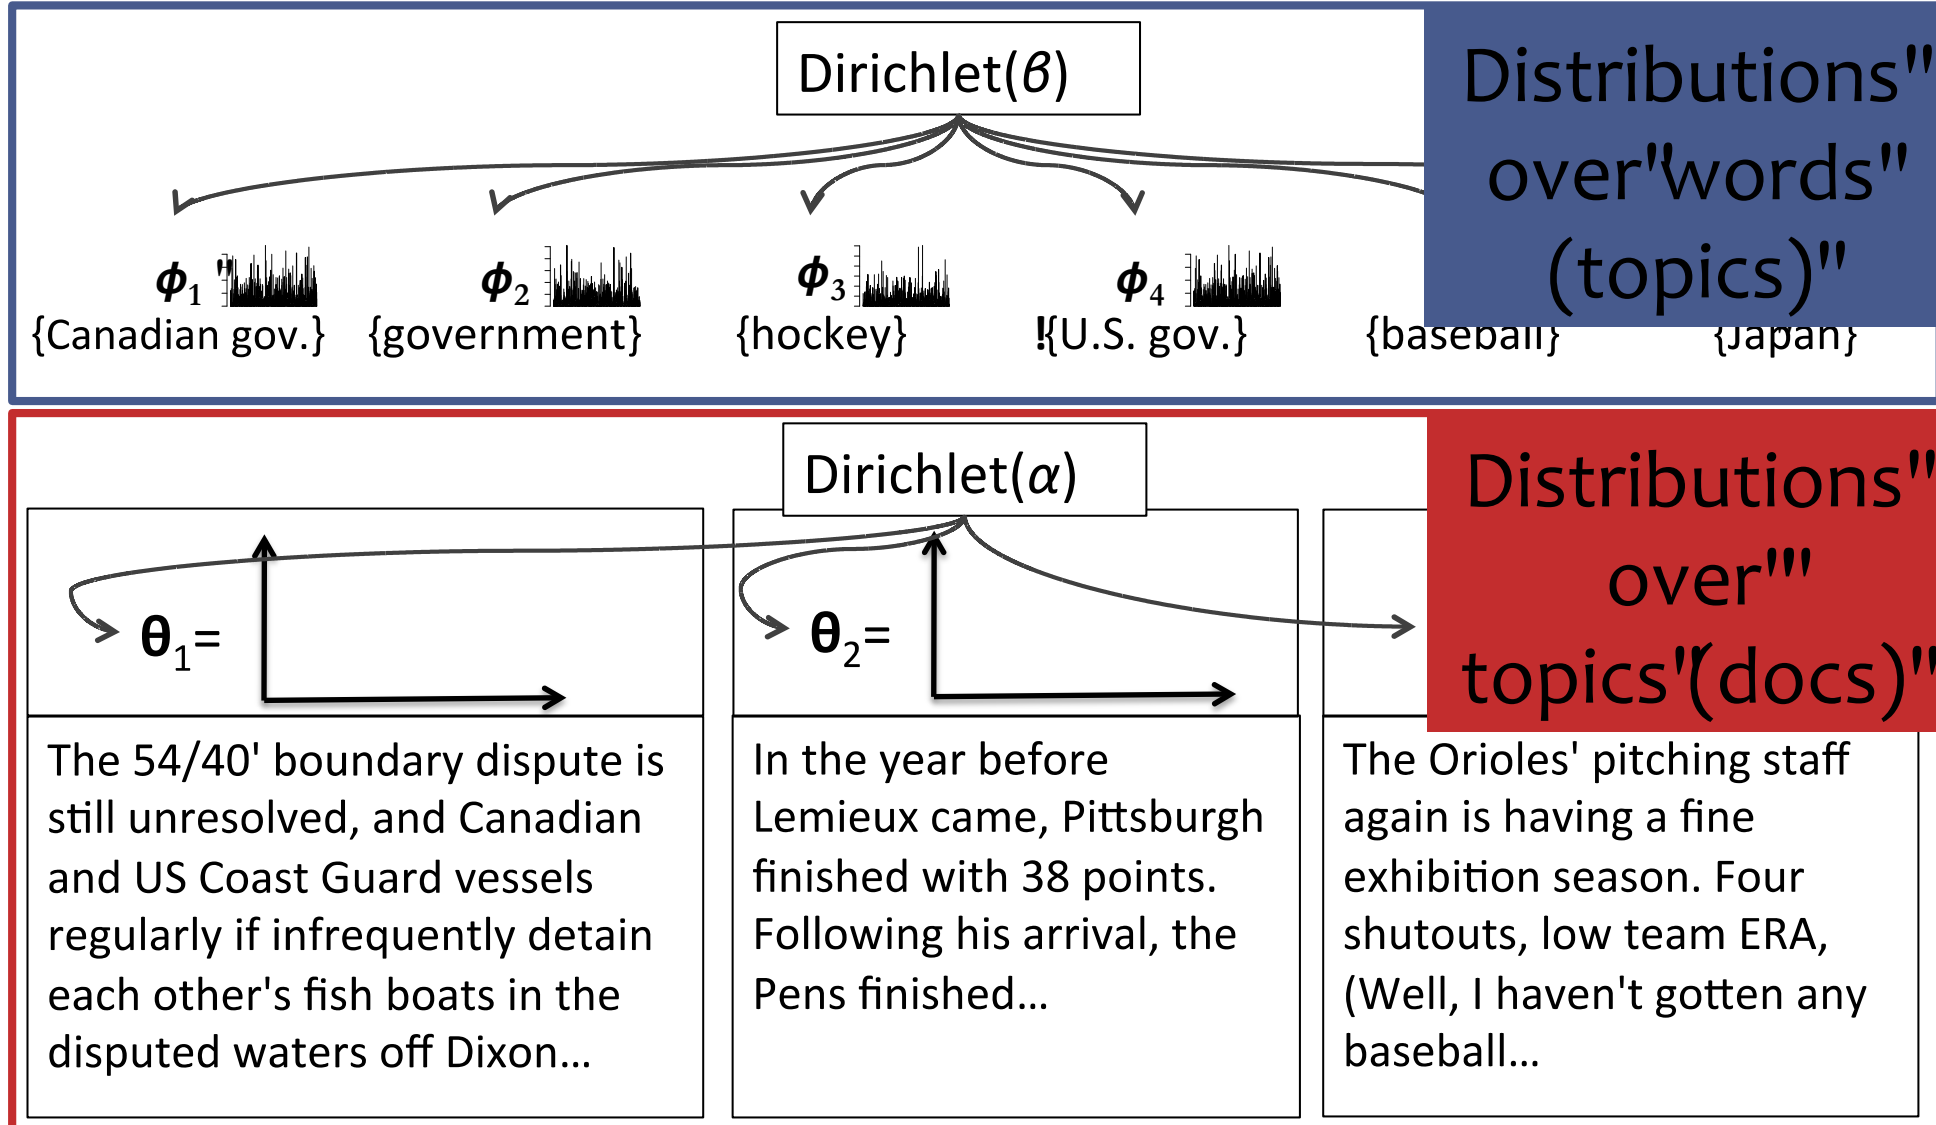 Dirichlet(β)
Distributions"
over"words"
(topics)"
ϕ1 "
ϕ2
ϕ3
ϕ4
{Canadian gov.}
{government}
{hockey}
!{U.S. gov.}
{baseball}
{Japan}
Dirichlet(α)
Distributions"
over'"
topics"(docs)"
θ1=
θ2=
The 54/40' boundary dispute is
still unresolved, and Canadian
and US Coast Guard vessels
regularly if infrequently detain
each other's fish boats in the
disputed waters off Dixon…
In the year before
Lemieux came, Pittsburgh
finished with 38 points.
Following his arrival, the
Pens finished…
The Orioles' pitching staff
again is having a fine
exhibition season. Four
shutouts, low team ERA,
(Well, I haven't gotten any
baseball…